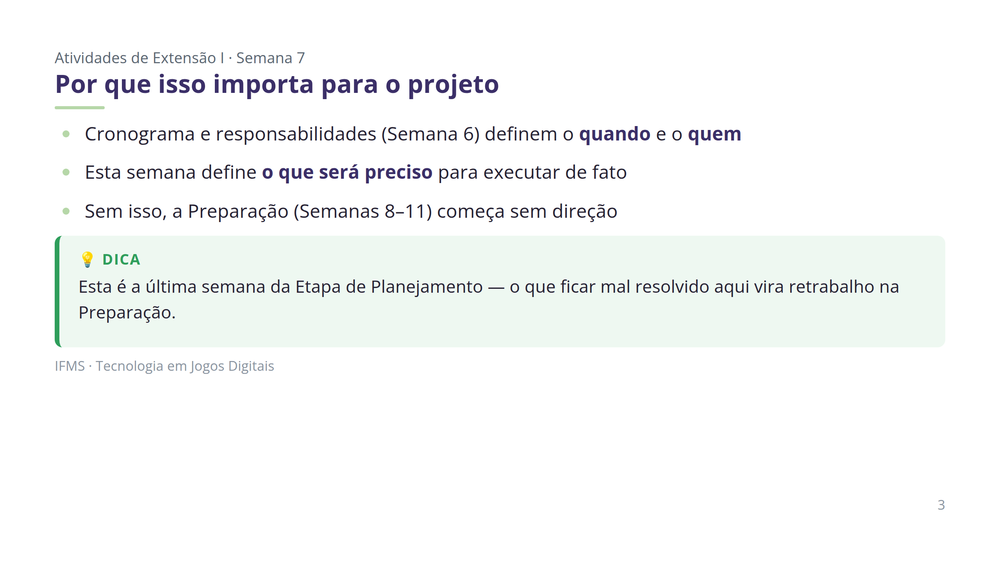 Atividades de Extensão I · Semana 7
Por que isso importa para o projeto
Cronograma e responsabilidades (Semana 6) definem o quando e o quem
Esta semana define o que será preciso para executar de fato
Sem isso, a Preparação (Semanas 8–11) começa sem direção
💡 DICA
Esta é a última semana da Etapa de Planejamento — o que ficar mal resolvido aqui vira retrabalho na
Preparação.
IFMS · Tecnologia em Jogos Digitais
3